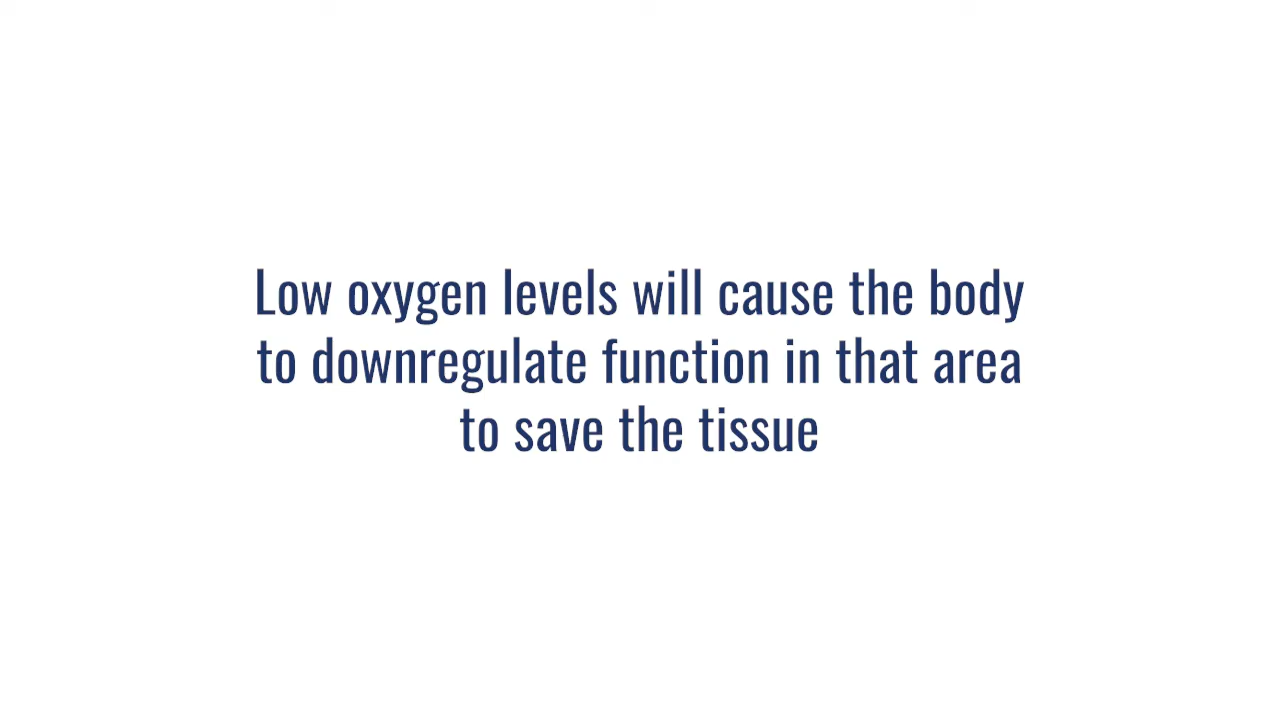 Low oxygen levels will cause the body
to downregulate function in that area
to save the tissue